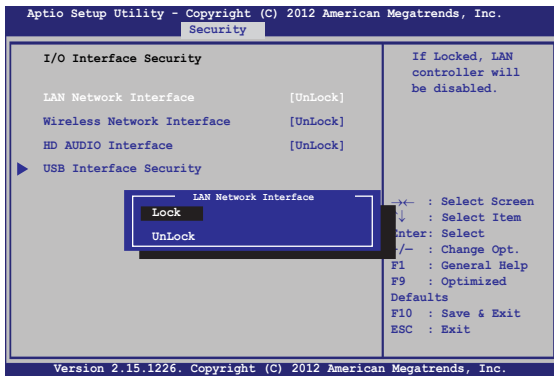 Aptio Setup Utility - Copyright (C) 2012 American Megatrends, Inc.
Security
I/O Interface Security
LAN Network Interface [UnLock]
Wireless Network Interface [UnLock]
HD AUDIO Interface [UnLock]
USB Interface Security
LAN Network Interface
Lock
UnLock
If Locked, LAN
controller will
be disabled.
→← : Select Screen
↑↓ : Select Item
Enter: Select
+/— : Change Opt.
F1 : General Help
F9 : Optimized
Defaults
F10 : Save & Exit
ESC : Exit
Version 2.15.1226. Copyright (C) 2012 American Megatrends, Inc.